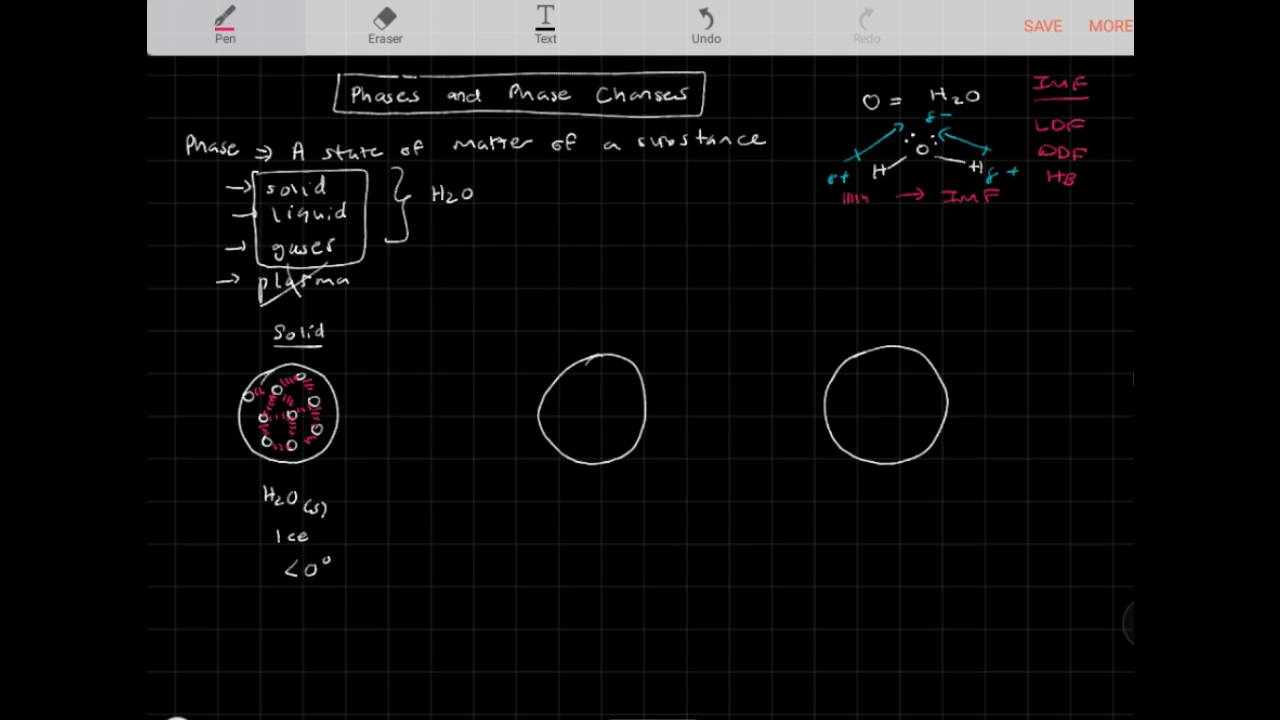 Pen Eraser Text Undo Redo SAVE MORE
Phases and Phase Changes
Phase => A state of matter of a substance
→ solid
→ liquid
→ gases
→ plasma
H2O
O = H2O
δ-
H O H
δ+ δ+
→ IMF
IMF
LDF
DDF
HB
Solid
H2O(s)
Ice
<0°